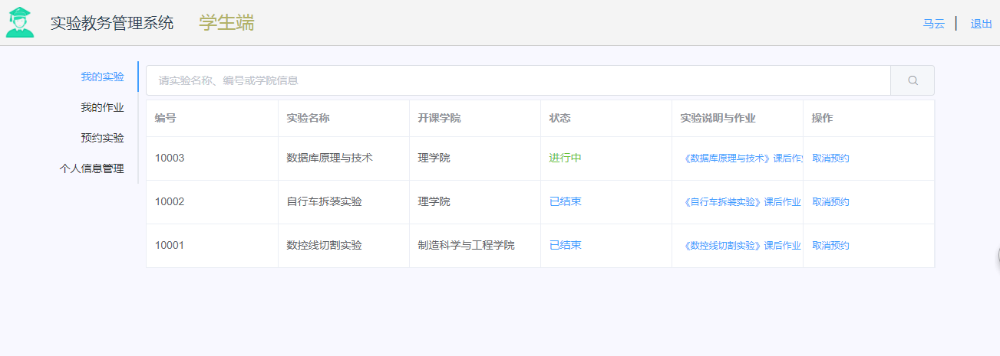 实验教务管理系统 学生端 马云 | 退出
我的实验
我的作业
预约实验
个人信息管理
请实验名称、编号或学院信息
编号 实验名称 开课学院 状态 实验说明与作业 操作
10003 数据库原理与技术 理学院 进行中 《数据库原理与技术》课后作 取消预约
10002 自行车拆装实验 理学院 已结束 《自行车拆装实验》课后作业 取消预约
10001 数控线切割实验 制造科学与工程学院 已结束 《数控线切割实验》课后作业 取消预约